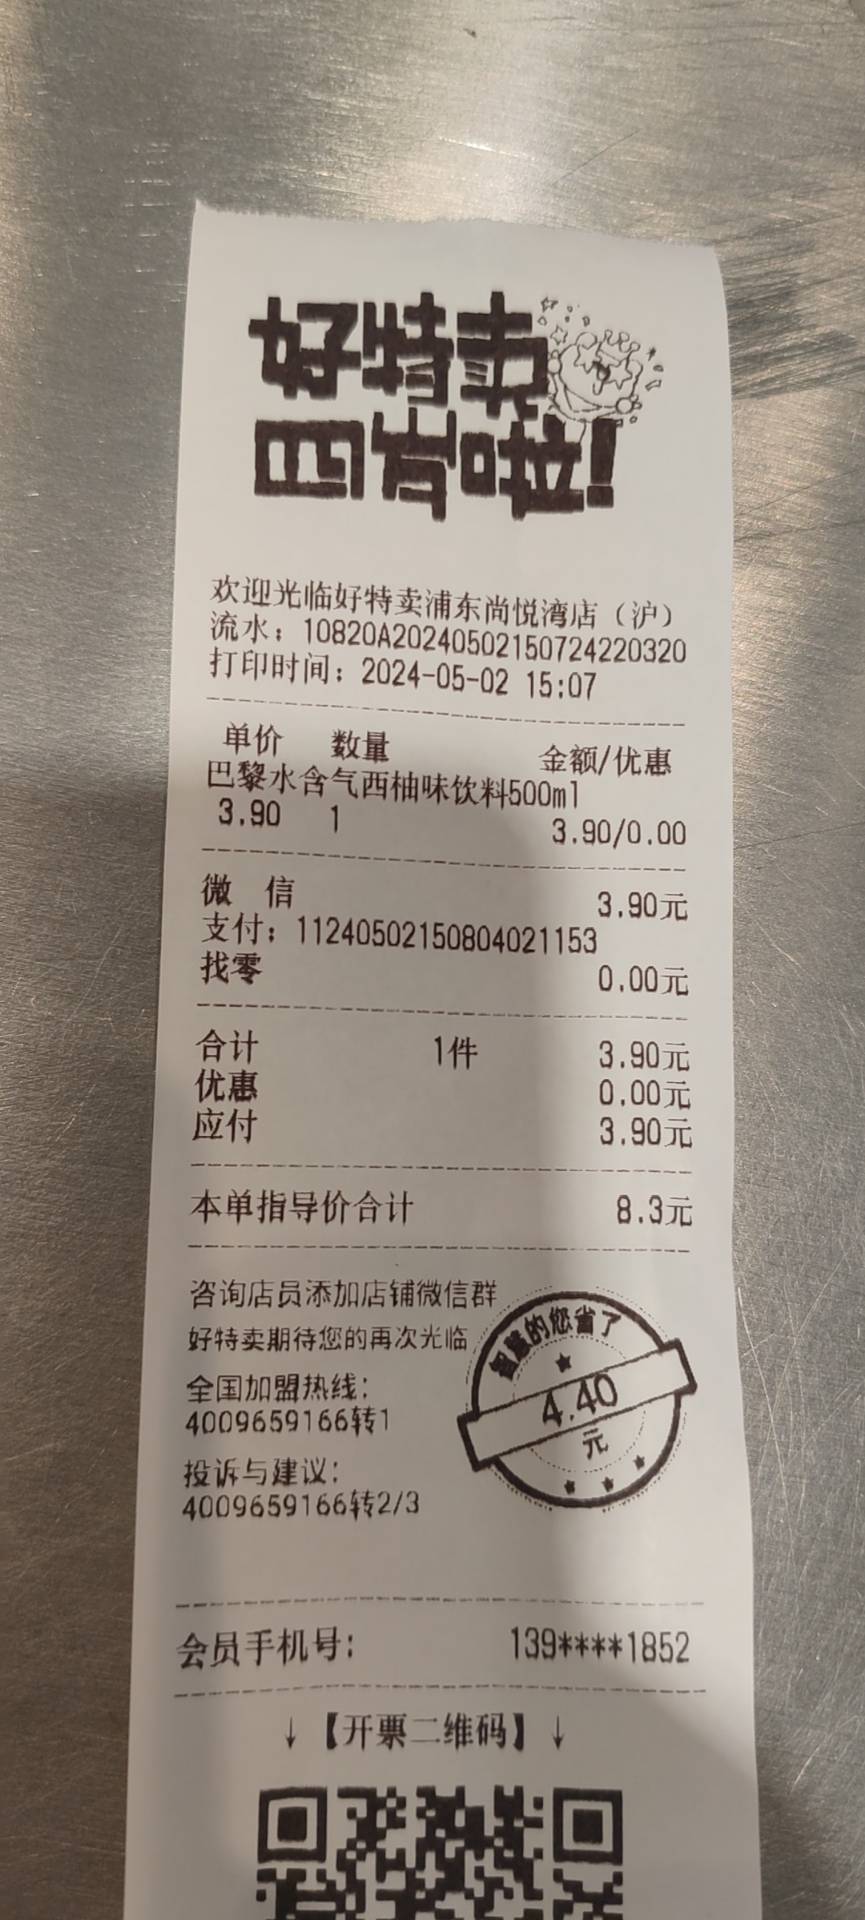 好特卖
欢迎光临好特卖浦东尚悦湾店（沪）
流水：10820A20240502150724220320
打印时间：2024-05-02 15:07
单价 数量 金额/优惠
巴黎水含气西柚味饮料500ml
3.90 1 3.90/0.00
微 信 3.90元
支付：11240502150804021153
找零 0.00元
合计 1件 3.90元
优惠 0.00元
应付 3.90元
本单指导价合计 8.3元
咨询店员添加店铺微信群
好特卖期待您的再次光临
全国加盟热线：
4009659166转1
投诉与建议：
4009659166转2/3
智慧的您省了
4.40
元
会员手机号： 139****1852
↓【开票二维码】↓